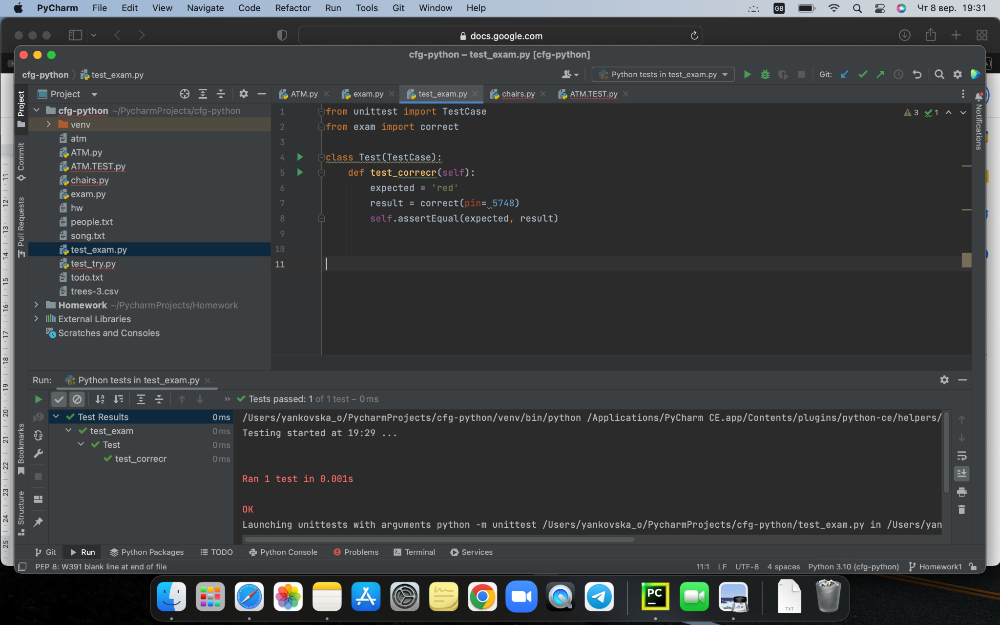 PyCharm File Edit View Navigate Code Refactor Run Tools Git Window Help GB Чт 8 вер. 19:31
docs.google.com
cfg-python – test_exam.py [cfg-python]
cfg-python test_exam.py Python tests in test_exam.py Git:
Project ATM.py exam.py test_exam.py chairs.py ATM.TEST.py
Project
Commit
Pull Requests
Bookmarks
Structure
Notifications
cfg-python ~/PycharmProjects/cfg-python
venv
atm
ATM.py
ATM.TEST.py
chairs.py
exam.py
hw
people.txt
song.txt
test_exam.py
test_try.py
todo.txt
trees-3.csv
Homework ~/PycharmProjects/Homework
External Libraries
Scratches and Consoles
1 from unittest import TestCase
2 from exam import correct
3
4 class Test(TestCase):
5 def test_correcr(self):
6 expected = 'red'
7 result = correct(pin= 5748)
8 self.assertEqual(expected, result)
9
10
11
3 1
11
12
13
14
15
16
17
18
19
20
21
22
23
24
25
Run: Python tests in test_exam.py
Tests passed: 1 of 1 test – 0 ms
Test Results 0 ms
test_exam 0 ms
Test 0 ms
test_correcr 0 ms
/Users/yankovska_o/PycharmProjects/cfg-python/venv/bin/python /Applications/PyCharm CE.app/Contents/plugins/python-ce/helpers/
Testing started at 19:29 ...
Ran 1 test in 0.001s
OK
Launching unittests with arguments python -m unittest /Users/yankovska_o/PycharmProjects/cfg-python/test_exam.py in /Users/yan
Git Run Python Packages TODO Python Console Problems Terminal Services
PEP 8: W391 blank line at end of file 11:1 LF UTF-8 4 spaces Python 3.10 (cfg-python) Homework1
PC
TXT